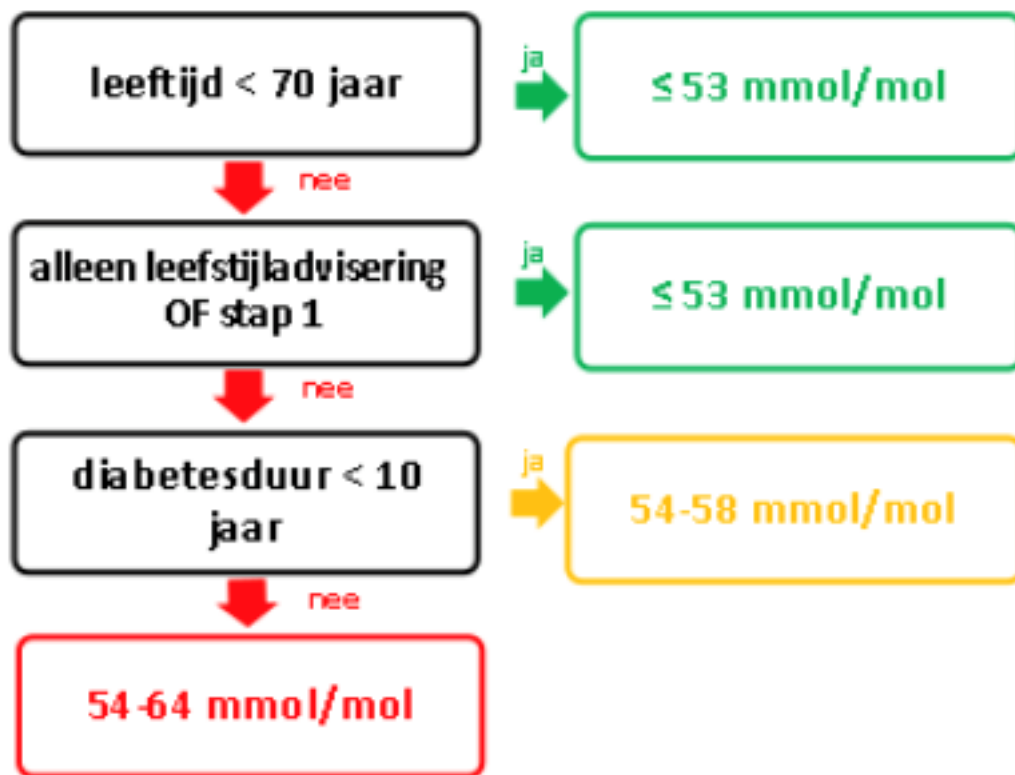 leeftijd < 70 jaar
ja
≤ 53 mmol/mol
nee
alleen leefstijladvisering
OF stap 1
ja
≤ 53 mmol/mol
nee
diabetesduur < 10
jaar
ja
54-58 mmol/mol
nee
54-64 mmol/mol